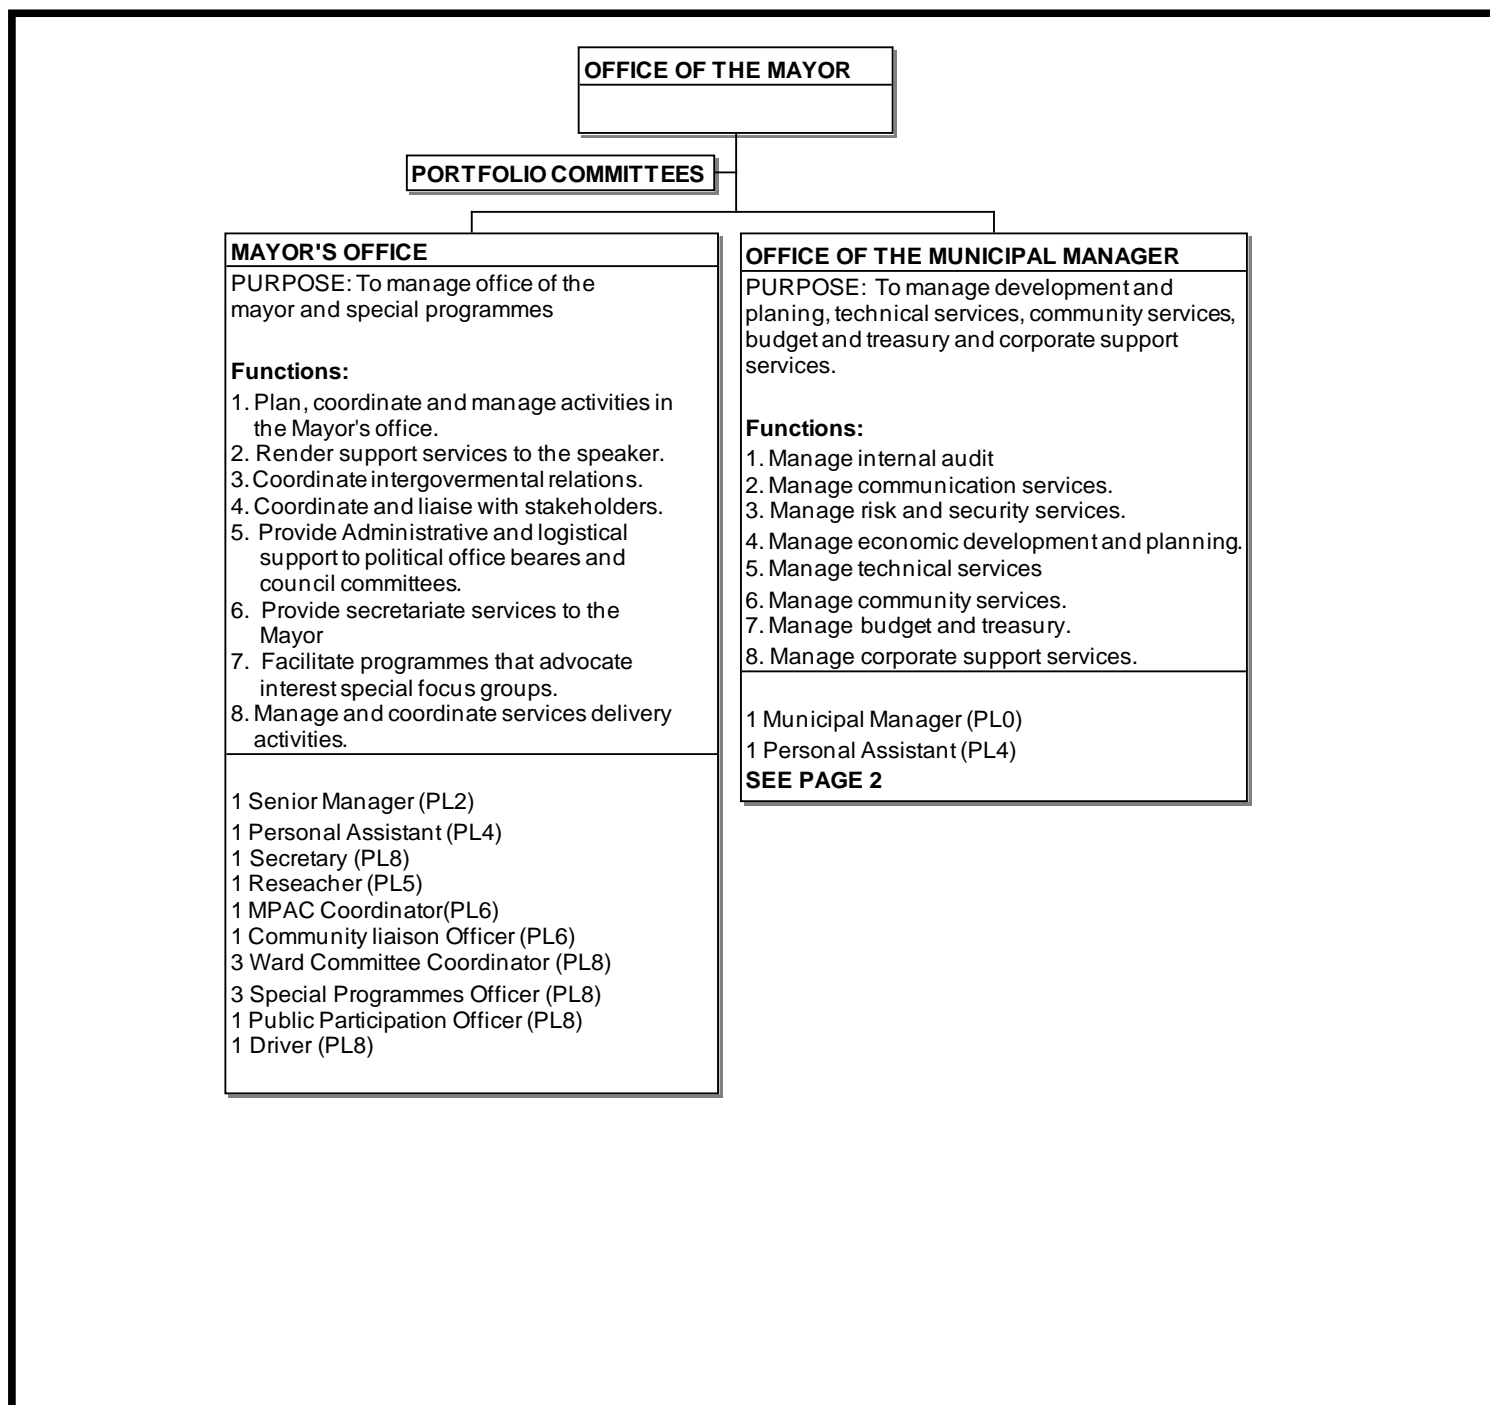 OFFICE OF THE MAYOR
PORTFOLIO COMMITTEES
MAYOR'S OFFICE
PURPOSE: To manage office of the
mayor and special programmes
Functions:
1. Plan, coordinate and manage activities in
the Mayor's office.
2. Render support services to the speaker.
3. Coordinate intergovermental relations.
4. Coordinate and liaise with stakeholders.
5. Provide Administrative and logistical
support to political office beares and
council committees.
6. Provide secretariate services to the
Mayor
7. Facilitate programmes that advocate
interest special focus groups.
8. Manage and coordinate services delivery
activities.
1 Senior Manager (PL2)
1 Personal Assistant (PL4)
1 Secretary (PL8)
1 Reseacher (PL5)
1 MPAC Coordinator(PL6)
1 Community liaison Officer (PL6)
3 Ward Committee Coordinator (PL8)
3 Special Programmes Officer (PL8)
1 Public Participation Officer (PL8)
1 Driver (PL8)
OFFICE OF THE MUNICIPAL MANAGER
PURPOSE: To manage development and
planing, technical services, community services,
budget and treasury and corporate support
services.
Functions:
1. Manage internal audit
2. Manage communication services.
3. Manage risk and security services.
4. Manage economic development and planning.
5. Manage technical services
6. Manage community services.
7. Manage budget and treasury.
8. Manage corporate support services.
1 Municipal Manager (PL0)
1 Personal Assistant (PL4)
SEE PAGE 2